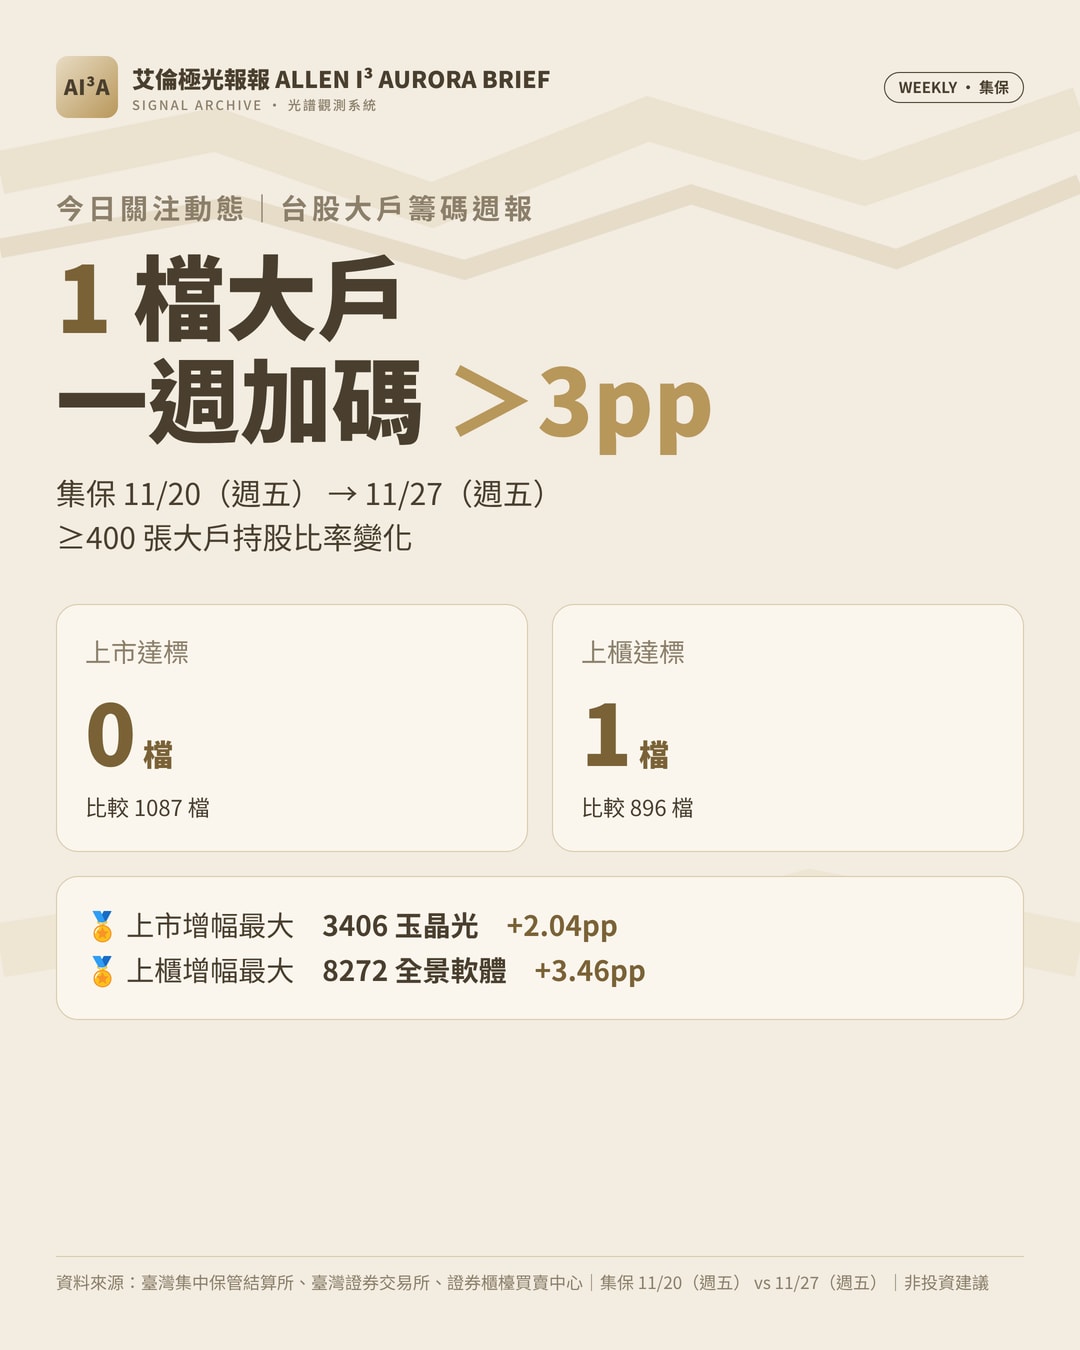 AI³A
艾倫極光報報 ALLEN I³ AURORA BRIEF
SIGNAL ARCHIVE · 光譜觀測系統
WEEKLY · 集保
今日關注動態｜台股大戶籌碼週報
1 檔大戶
一週加碼 ＞3pp
集保 11/20（週五） → 11/27（週五）
≥400 張大戶持股比率變化
上市達標
0 檔
比較 1087 檔
上櫃達標
1 檔
比較 896 檔
🏅 上市增幅最大 3406 玉晶光 +2.04pp
🏅 上櫃增幅最大 8272 全景軟體 +3.46pp
資料來源：臺灣集中保管結算所、臺灣證券交易所、證券櫃檯買賣中心｜集保 11/20（週五） vs 11/27（週五）｜非投資建議